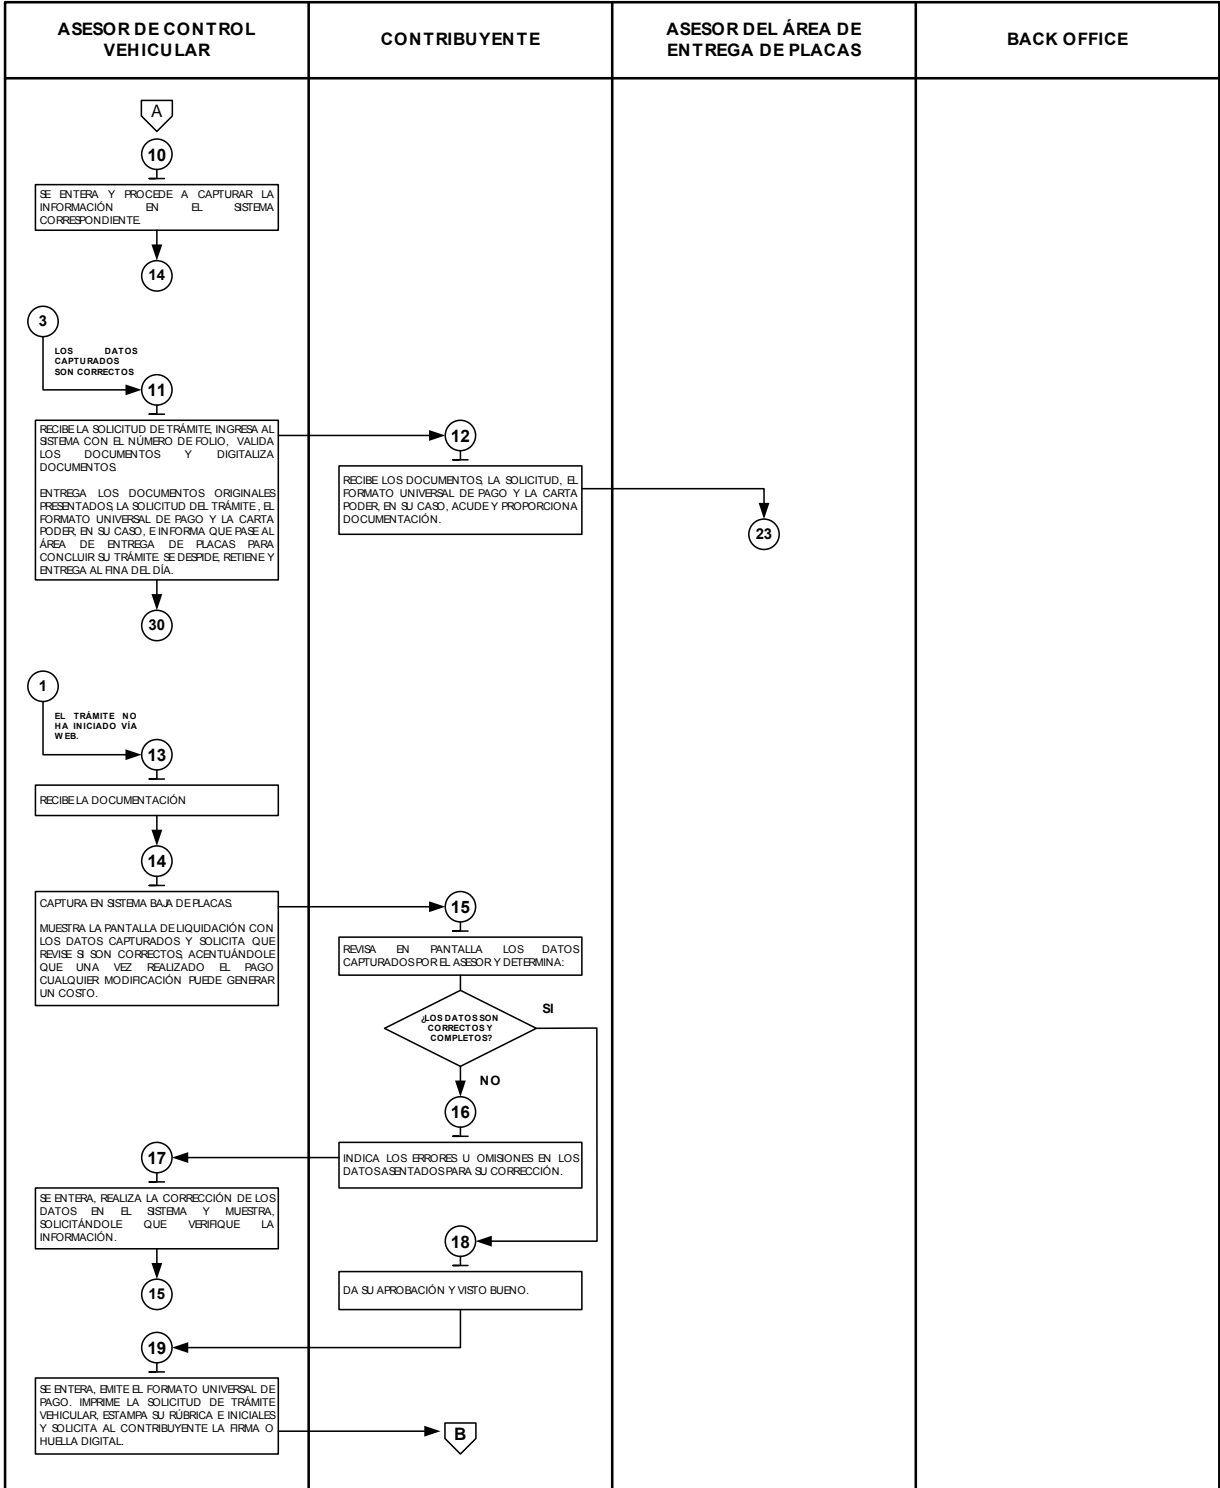 ASESOR DE CONTROL
VEHICULAR
CONTRIBUYENTE
ASESOR DEL ÁREA DE
ENTREGA DE PLACAS
BACK OFFICE
A
10
SE ENTERA Y PROCEDE A CAPTURAR LA
INFORMACIÓN EN EL SISTEMA
CORRESPONDIENTE.
14
3
LOS DATOS
CAPTURADOS
SON CORRECTOS
11
RECIBE LA SOLICITUD DE TRÁMITE, INGRESA AL
SISTEMA CON EL NÚMERO DE FOLIO, VALIDA
LOS DOCUMENTOS Y DIGITALIZA
DOCUMENTOS.
ENTREGA LOS DOCUMENTOS ORIGINALES
PRESENTADOS, LA SOLICITUD DEL TRÁMITE, EL
FORMATO UNIVERSAL DE PAGO Y LA CARTA
PODER, EN SU CASO, E INFORMA QUE PASE AL
ÁREA DE ENTREGA DE PLACAS PARA
CONCLUIR SU TRÁMITE. SE DESPIDE, RETIENE Y
ENTREGA AL FINA DEL DÍA.
30
12
RECIBE LOS DOCUMENTOS, LA SOLICITUD, EL
FORMATO UNIVERSAL DE PAGO Y LA CARTA
PODER, EN SU CASO, ACUDE Y PROPORCIONA
DOCUMENTACIÓN.
23
1
EL TRÁMITE NO
HA INICIADO VÍA
WEB.
13
RECIBE LA DOCUMENTACIÓN
14
CAPTURA EN SISTEMA BAJA DE PLACAS.
MUESTRA LA PANTALLA DE LIQUIDACIÓN CON
LOS DATOS CAPTURADOS Y SOLICITA QUE
REVISE SI SON CORRECTOS, ACENTUÁNDOLE
QUE UNA VEZ REALIZADO EL PAGO
CUALQUIER MODIFICACIÓN PUEDE GENERAR
UN COSTO.
15
REVISA EN PANTALLA LOS DATOS
CAPTURADOS POR EL ASESOR Y DETERMINA:
¿LOS DATOS SON
CORRECTOS Y
COMPLETOS?
SI
NO
16
INDICA LOS ERRORES U OMISIONES EN LOS
DATOS ASENTADOS PARA SU CORRECCIÓN.
17
SE ENTERA, REALIZA LA CORRECCIÓN DE LOS
DATOS EN EL SISTEMA Y MUESTRA,
SOLICITÁNDOLE QUE VERIFIQUE LA
INFORMACIÓN.
15
18
DA SU APROBACIÓN Y VISTO BUENO.
19
SE ENTERA, EMITE EL FORMATO UNIVERSAL DE
PAGO. IMPRIME LA SOLICITUD DE TRÁMITE
VEHICULAR, ESTAMPA SU RÚBRICA E INICIALES
Y SOLICITA AL CONTRIBUYENTE LA FIRMA O
HUELLA DIGITAL.
B